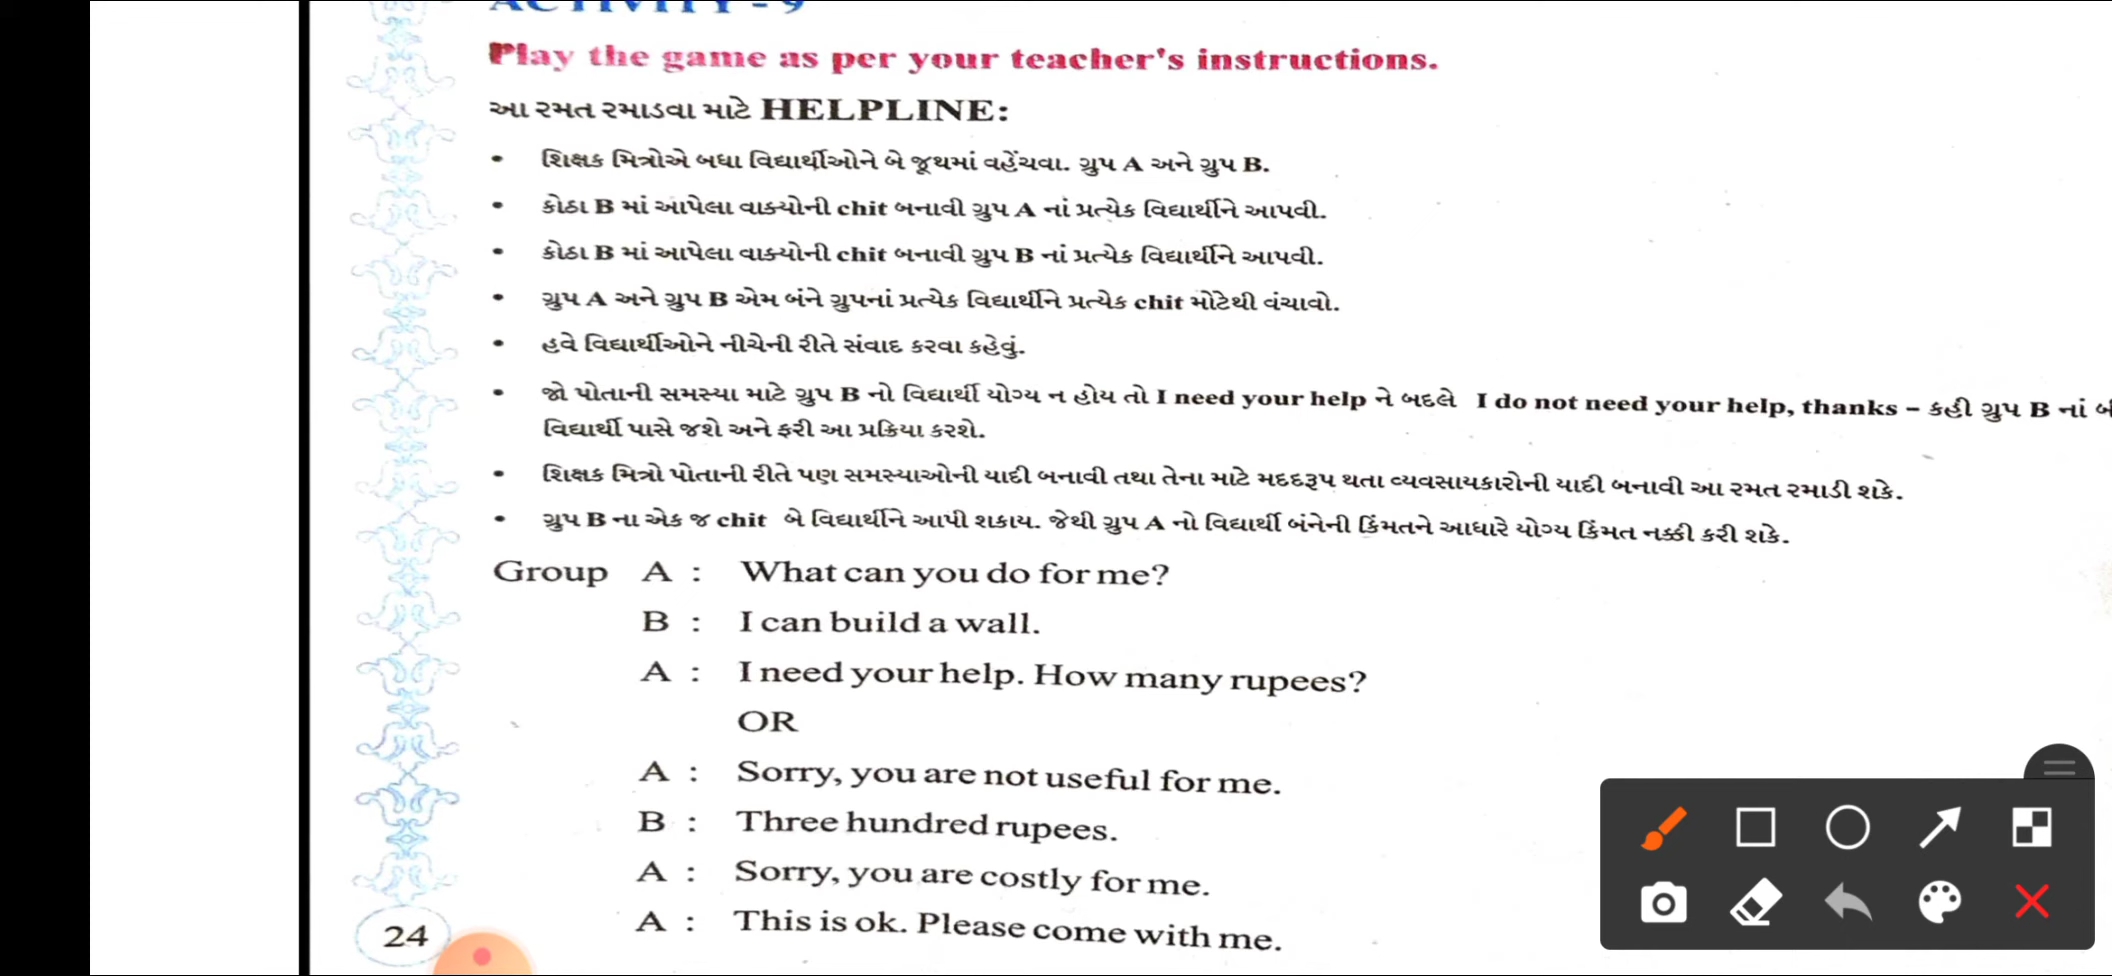 ACTIVITY - 9
Play the game as per your teacher's instructions.
આ રમત રમાડવા માટે HELPLINE:
• શિક્ષક મિત્રોએ બધા વિદ્યાર્થીઓને બે જૂથમાં વહેંચવા. ગ્રુપ A અને ગ્રુપ B.
• કોઠા B માં આપેલા વાક્યોની chit બનાવી ગ્રુપ A નાં પ્રત્યેક વિદ્યાર્થીને આપવી.
• કોઠા B માં આપેલા વાક્યોની chit બનાવી ગ્રુપ B નાં પ્રત્યેક વિદ્યાર્થીને આપવી.
• ગ્રુપ A અને ગ્રુપ B એમ બંને ગ્રુપનાં પ્રત્યેક વિદ્યાર્થીને પ્રત્યેક chit મોટેથી વંચાવો.
• હવે વિદ્યાર્થીઓને નીચેની રીતે સંવાદ કરવા કહેવું.
• જો પોતાની સમસ્યા માટે ગ્રુપ B નો વિદ્યાર્થી યોગ્ય ન હોય તો I need your help ને બદલે I do not need your help, thanks – કહી ગ્રુપ B નાં
વિદ્યાર્થી પાસે જશે અને ફરી આ પ્રક્રિયા કરશે.
• શિક્ષક મિત્રો પોતાની રીતે પણ સમસ્યાઓની યાદી બનાવી તથા તેના માટે મદદરૂપ થતા વ્યવસાયકારોની યાદી બનાવી આ રમત રમાડી શકે.
• ગ્રુપ B ના એક જ chit બે વિદ્યાર્થીને આપી શકાય. જેથી ગ્રુપ A નો વિદ્યાર્થી બંનેની કિંમતને આધારે યોગ્ય કિંમત નક્કી કરી શકે.
Group A : What can you do for me?
B : I can build a wall.
A : I need your help. How many rupees?
OR
A : Sorry, you are not useful for me.
B : Three hundred rupees.
A : Sorry, you are costly for me.
A : This is ok. Please come with me.
24